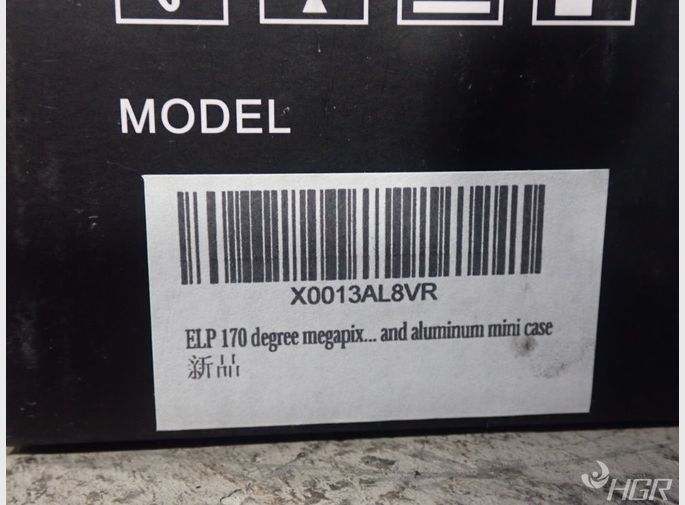 MODEL
X0013AL8VR
ELP 170 degree megapix... and aluminum mini case
新品
HGR